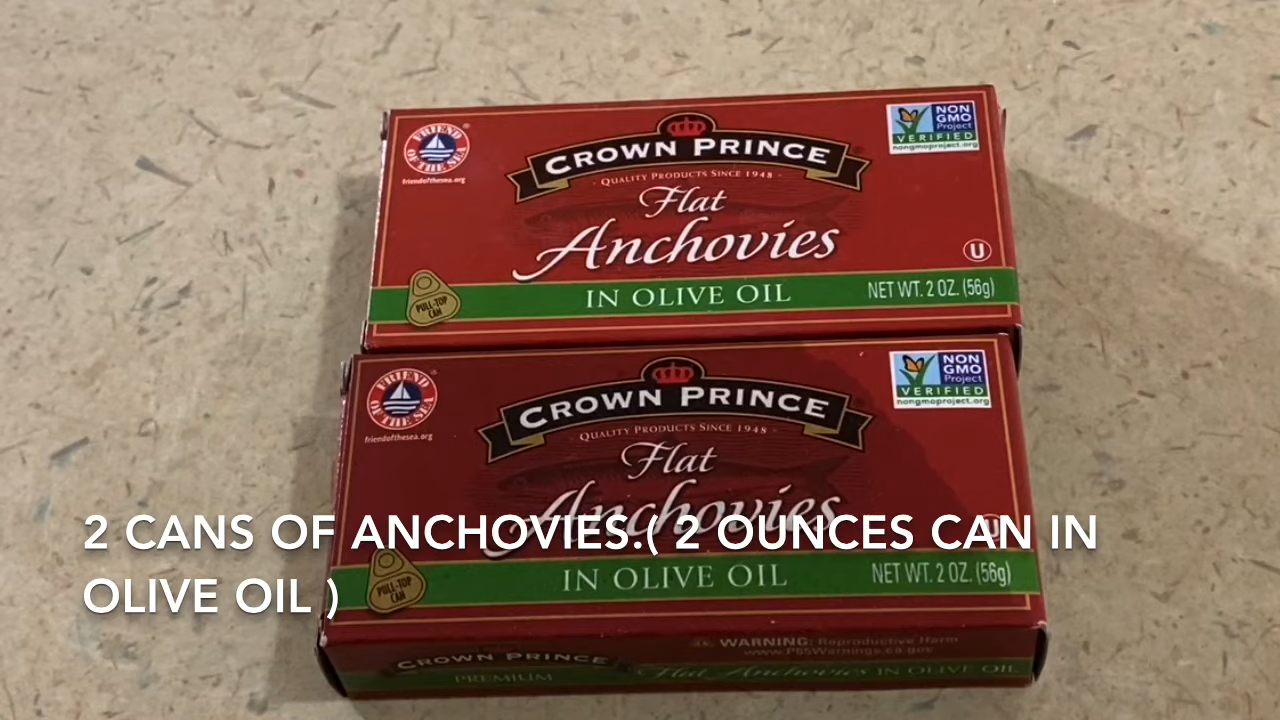 FRIEND OF THE SEA
friendofthesea.org
CROWN PRINCE
- QUALITY PRODUCTS SINCE 1948 -
Flat
Anchovies
NON
GMO
Project
VERIFIED
nongmoproject.org
U
PULL-TOP
CAN
IN OLIVE OIL
NET WT. 2 OZ. (56g)
FRIEND OF THE SEA
friendofthesea.org
CROWN PRINCE
- QUALITY PRODUCTS SINCE 1948 -
Flat
Anchovies
NON
GMO
Project
VERIFIED
nongmoproject.org
U
2 CANS OF ANCHOVIES.( 2 OUNCES CAN IN
OLIVE OIL )
PULL-TOP
CAN
IN OLIVE OIL
NET WT. 2 OZ. (56g)
WARNING: Reproductive Harm
www.P65Warnings.ca.gov
CROWN PRINCE
PREMIUM
Flat Anchovies IN OLIVE OIL